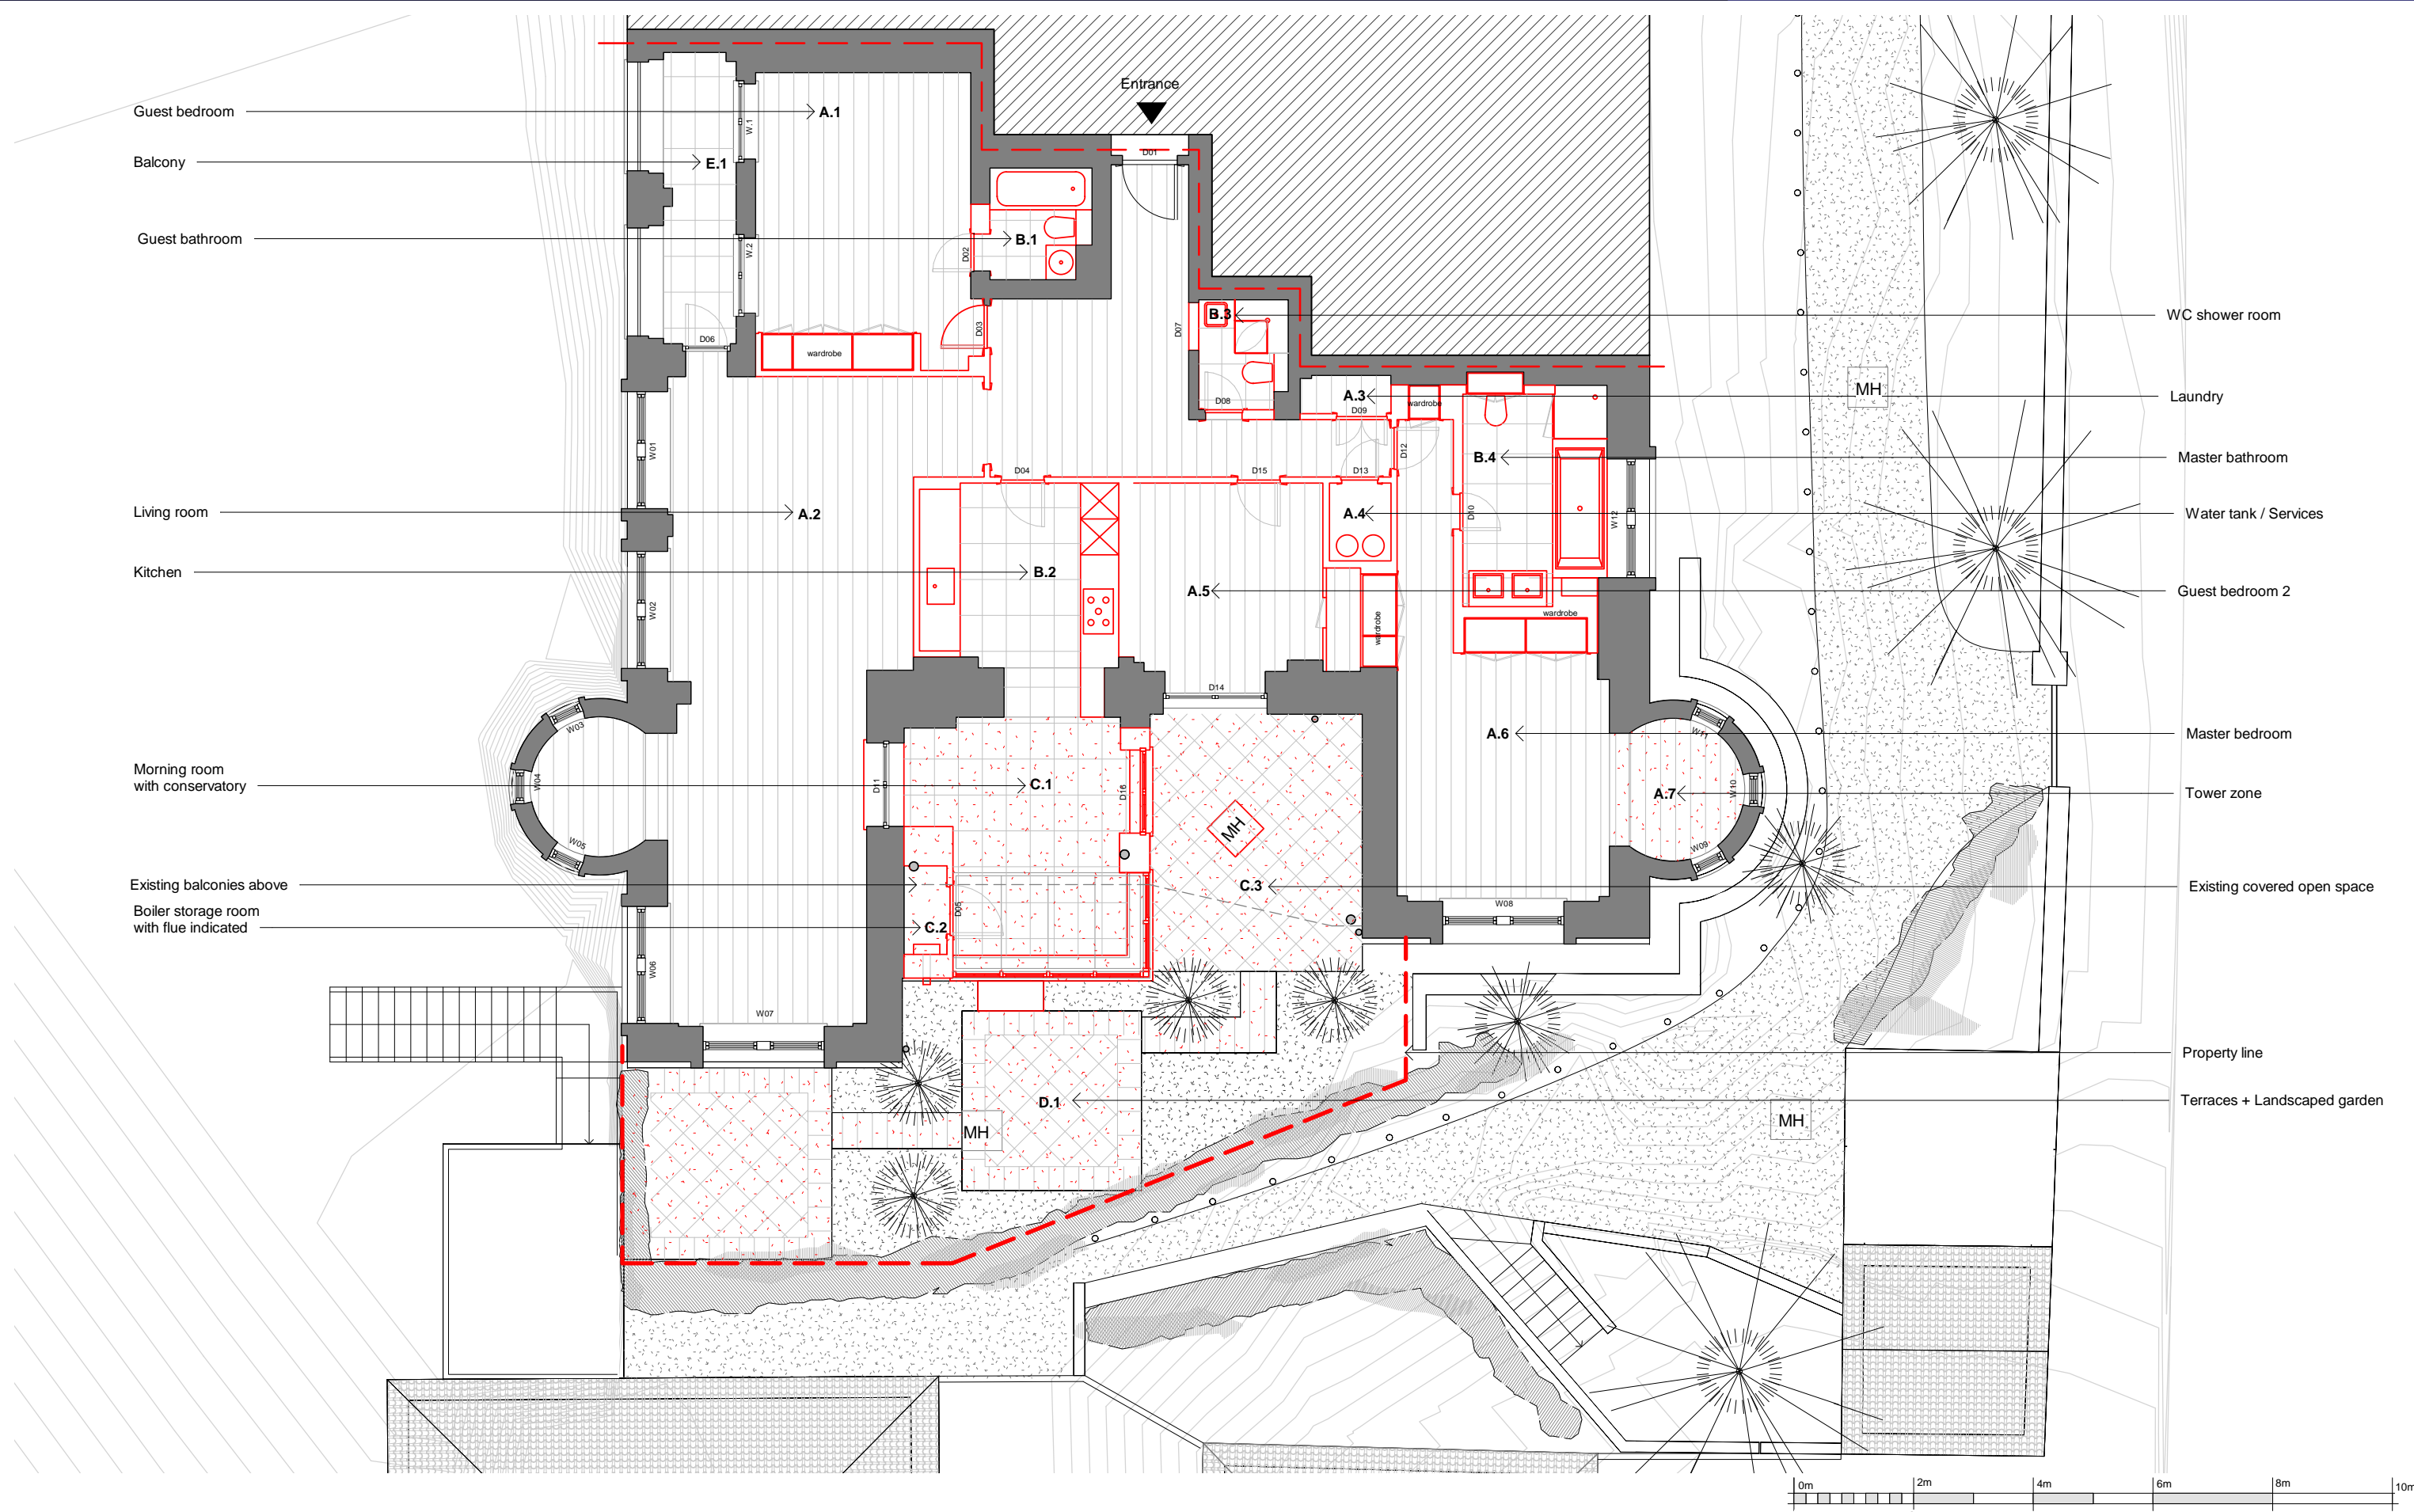 Entrance
Guest bedroom
A.1
W.1
D01
Balcony
E.1
Guest bathroom
B.1
W.2
D02
B.3
WC shower room
D03
D07
D06
wardrobe
A.3
Laundry
MH
D08
D09
wardrobe
W01
D12
B.4
Master bathroom
D04
D15
D13
Living room
A.2
A.4
Water tank / Services
D10
W12
Kitchen
B.2
A.5
Guest bedroom 2
W02
wardrobe
wardrobe
D14
W03
A.6
Master bedroom
W11
Morning room
with conservatory
W04
D11
C.1
D16
A.7
W10
Tower zone
MH
W05
W09
Existing balconies above
C.3
Existing covered open space
W08
Boiler storage room
with flue indicated
C.2
D05
W06
W07
Property line
D.1
Terraces + Landscaped garden
MH
MH
0m
2m
4m
6m
8m
10m